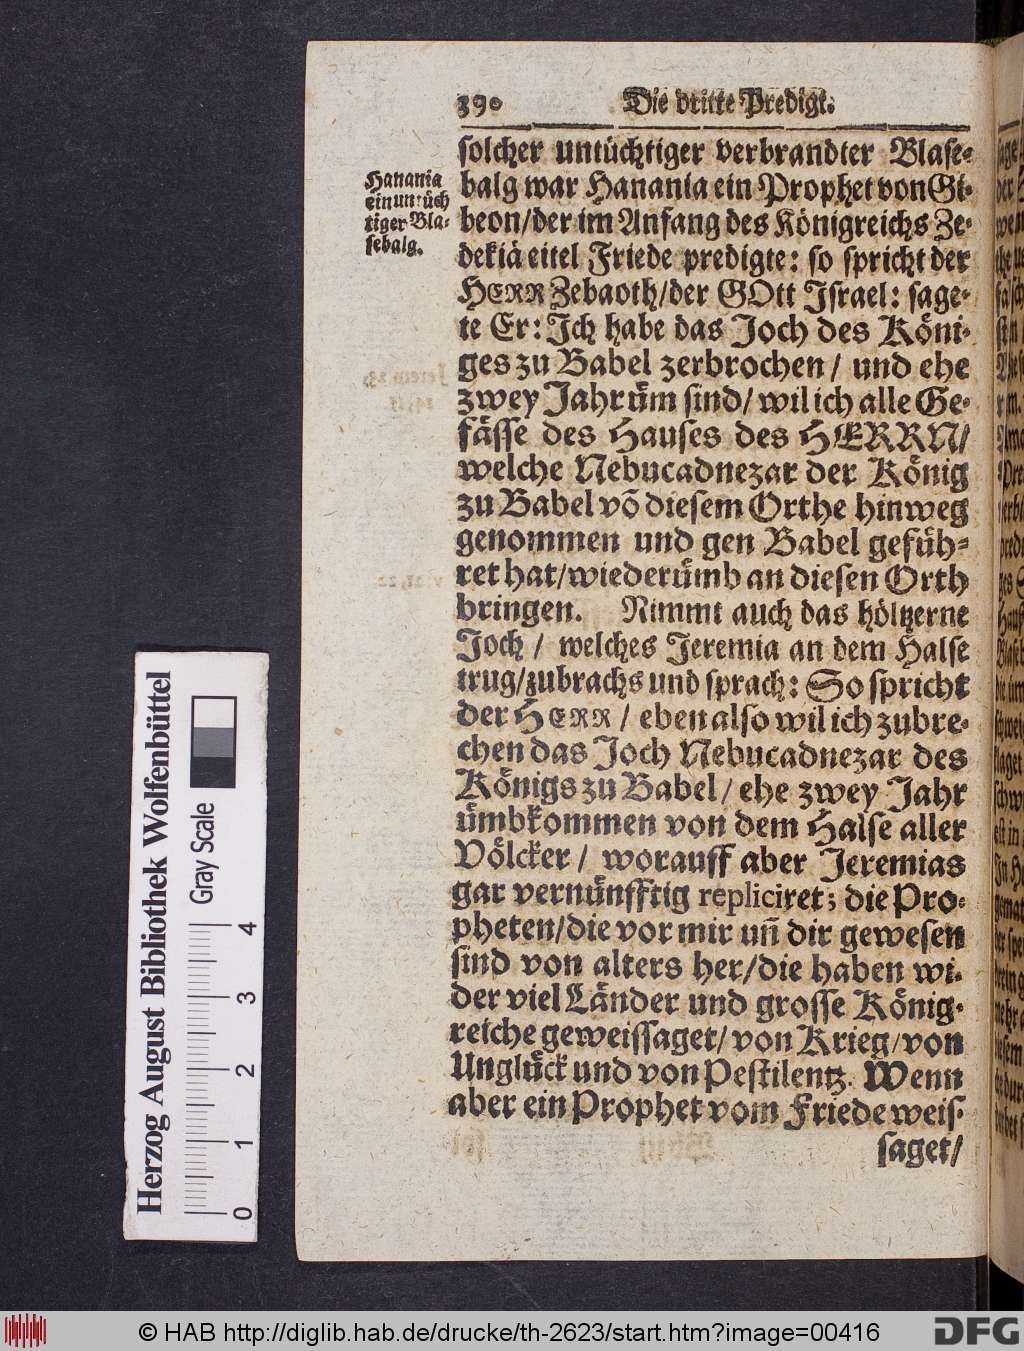 390 Die dritte Predigt.
solcher untüchtiger verbrandter Blase-
balg war Hanania ein Prophet von Gi-
beon/der im Anfang des Königreichs Ze-
dekiä eitel Friede predigte: so spricht der
HERR Zebaoth/der GOtt Israel: sage-
te Er: Ich habe das Joch des Köni-
ges zu Babel zerbrochen/ und ehe
zwey Jahr üm sind/ wil ich alle Ge-
fässe des Hauses des HERRN/
welche Nebucadnezar der König
zu Babel võ diesem Orthe hinweg
genommen und gen Babel gefüh-
ret hat/wiederümb an diesen Orth
bringen. Nimmt auch das höltzerne
Joch/ welches Jeremia an dem Halse
trug/zubrachs und sprach: So spricht
der HERR/ eben also wil ich zubre-
chen das Joch Nebucadnezar des
Königs zu Babel/ ehe zwey Jahr
ümbkommen von dem Halse aller
Völcker/ worauff aber Jeremias
gar vernünfftig repliciret; die Pro-
pheten/die vor mir uñ dir gewesen
sind von alters her/die haben wi-
der viel Länder und grosse König-
reiche geweissaget/ von Krieg/von
Unglück und von Pestilentz. Wenn
aber ein Prophet vom Friede weis-
saget/
Hanania
ein untüch
tiger Bla-
sebalg.
Herzog August Bibliothek Wolfenbüttel
Gray Scale
0 1 2 3 4
© HAB http://diglib.hab.de/drucke/th-2623/start.htm?image=00416
DFG